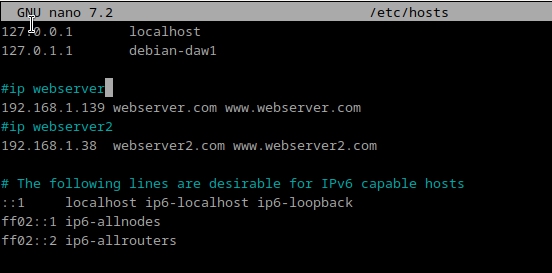 GNU nano 7.2 /etc/hosts
127.0.0.1 localhost
127.0.1.1 debian-daw1
#ip webserver
192.168.1.139 webserver.com www.webserver.com
#ip webserver2
192.168.1.38 webserver2.com www.webserver2.com
# The following lines are desirable for IPv6 capable hosts
::1 localhost ip6-localhost ip6-loopback
ff02::1 ip6-allnodes
ff02::2 ip6-allrouters